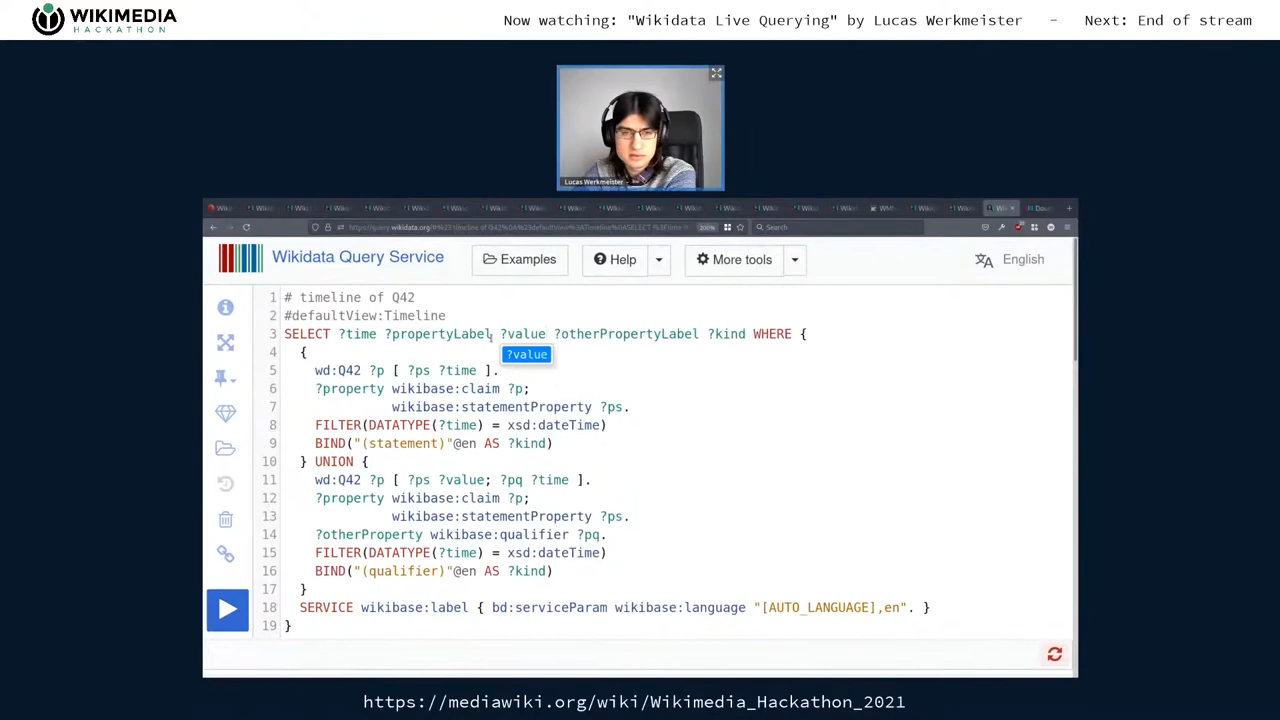 WIKIMEDIA
HACKATHON
Now watching: "Wikidata Live Querying" by Lucas Werkmeister – Next: End of stream
Lucas Werkmeister
200%
Search
Wikidata Query Service
Examples
Help
More tools
English
1 # timeline of Q42
2 #defaultView:Timeline
3 SELECT ?time ?propertyLabel ?value ?otherPropertyLabel ?kind WHERE {
?value
4 {
5 wd:Q42 ?p [ ?ps ?time ].
6 ?property wikibase:claim ?p;
7 wikibase:statementProperty ?ps.
8 FILTER(DATATYPE(?time) = xsd:dateTime)
9 BIND("(statement)"@en AS ?kind)
10 } UNION {
11 wd:Q42 ?p [ ?ps ?value; ?pq ?time ].
12 ?property wikibase:claim ?p;
13 wikibase:statementProperty ?ps.
14 ?otherProperty wikibase:qualifier ?pq.
15 FILTER(DATATYPE(?time) = xsd:dateTime)
16 BIND("(qualifier)"@en AS ?kind)
17 }
18 SERVICE wikibase:label { bd:serviceParam wikibase:language "[AUTO_LANGUAGE],en". }
19 }
https://mediawiki.org/wiki/Wikimedia_Hackathon_2021